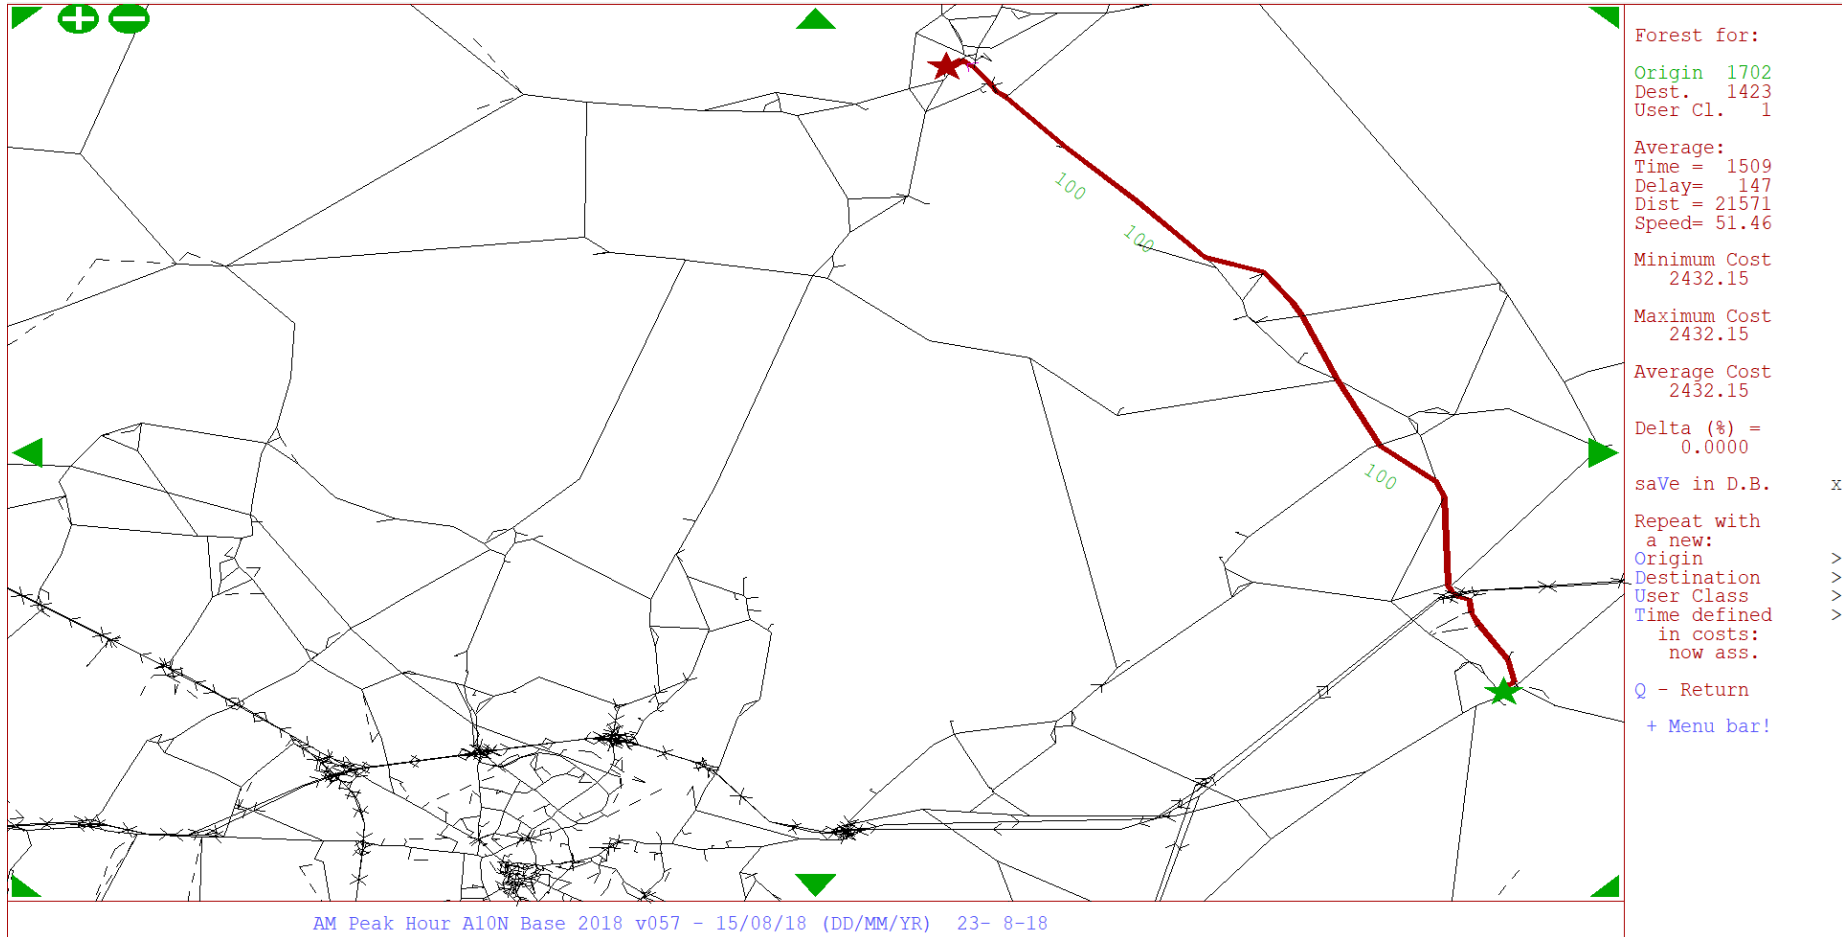 100
100
100
Forest for:
Origin 1702
Dest. 1423
User Cl. 1
Average:
Time = 1509
Delay= 147
Dist = 21571
Speed= 51.46
Minimum Cost
2432.15
Maximum Cost
2432.15
Average Cost
2432.15
Delta (%) =
0.0000
saVe in D.B. x
Repeat with
a new:
Origin >
Destination >
User Class >
Time defined >
in costs:
now ass.
Q - Return
+ Menu bar!
AM Peak Hour A10N Base 2018 v057 - 15/08/18 (DD/MM/YR) 23- 8-18